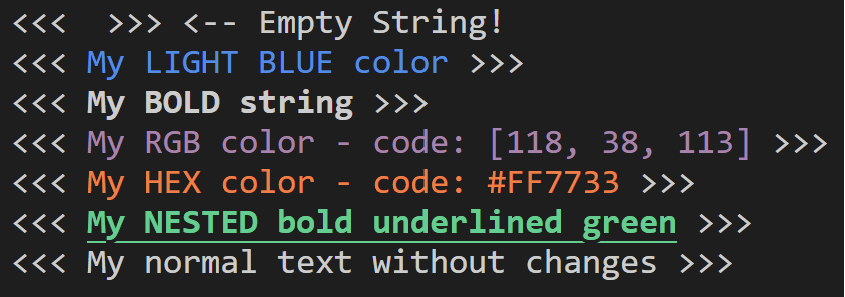 <<<  >>> <-- Empty String!
<<< My LIGHT BLUE color >>>
<<< My BOLD string >>>
<<< My RGB color - code: [118, 38, 113] >>>
<<< My HEX color - code: #FF7733 >>>
<<< My NESTED bold underlined green >>>
<<< My normal text without changes >>>